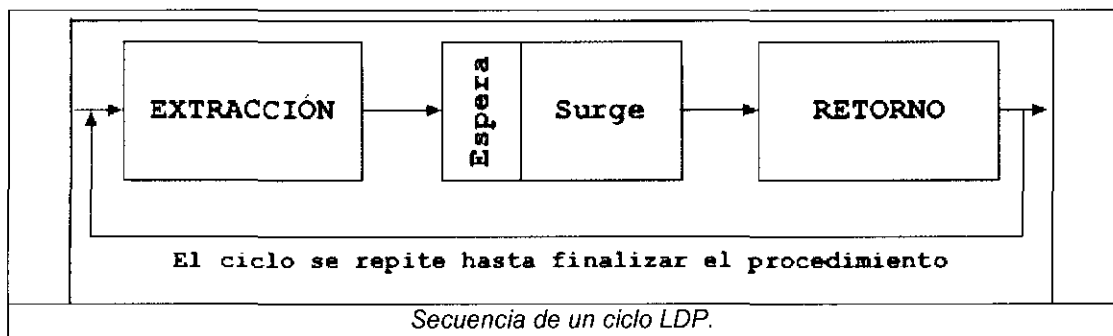 EXTRACCIÓN
Espera
Surge
RETORNO
El ciclo se repite hasta finalizar el procedimiento
Secuencia de un ciclo LDP.